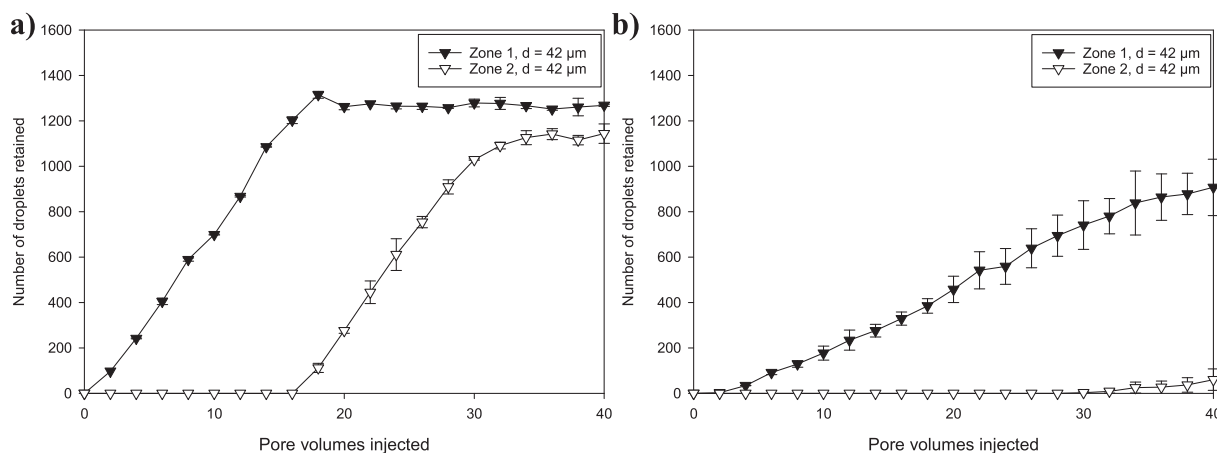 a)
1600
1400
1200
1000
800
600
400
200
0
Number of droplets retained
Zone 1, d = 42 µm
Zone 2, d = 42 µm
0 10 20 30 40
Pore volumes injected
b)
1600
1400
1200
1000
800
600
400
200
0
Number of droplets retained
Zone 1, d = 42 µm
Zone 2, d = 42 µm
0 10 20 30 40
Pore volumes injected